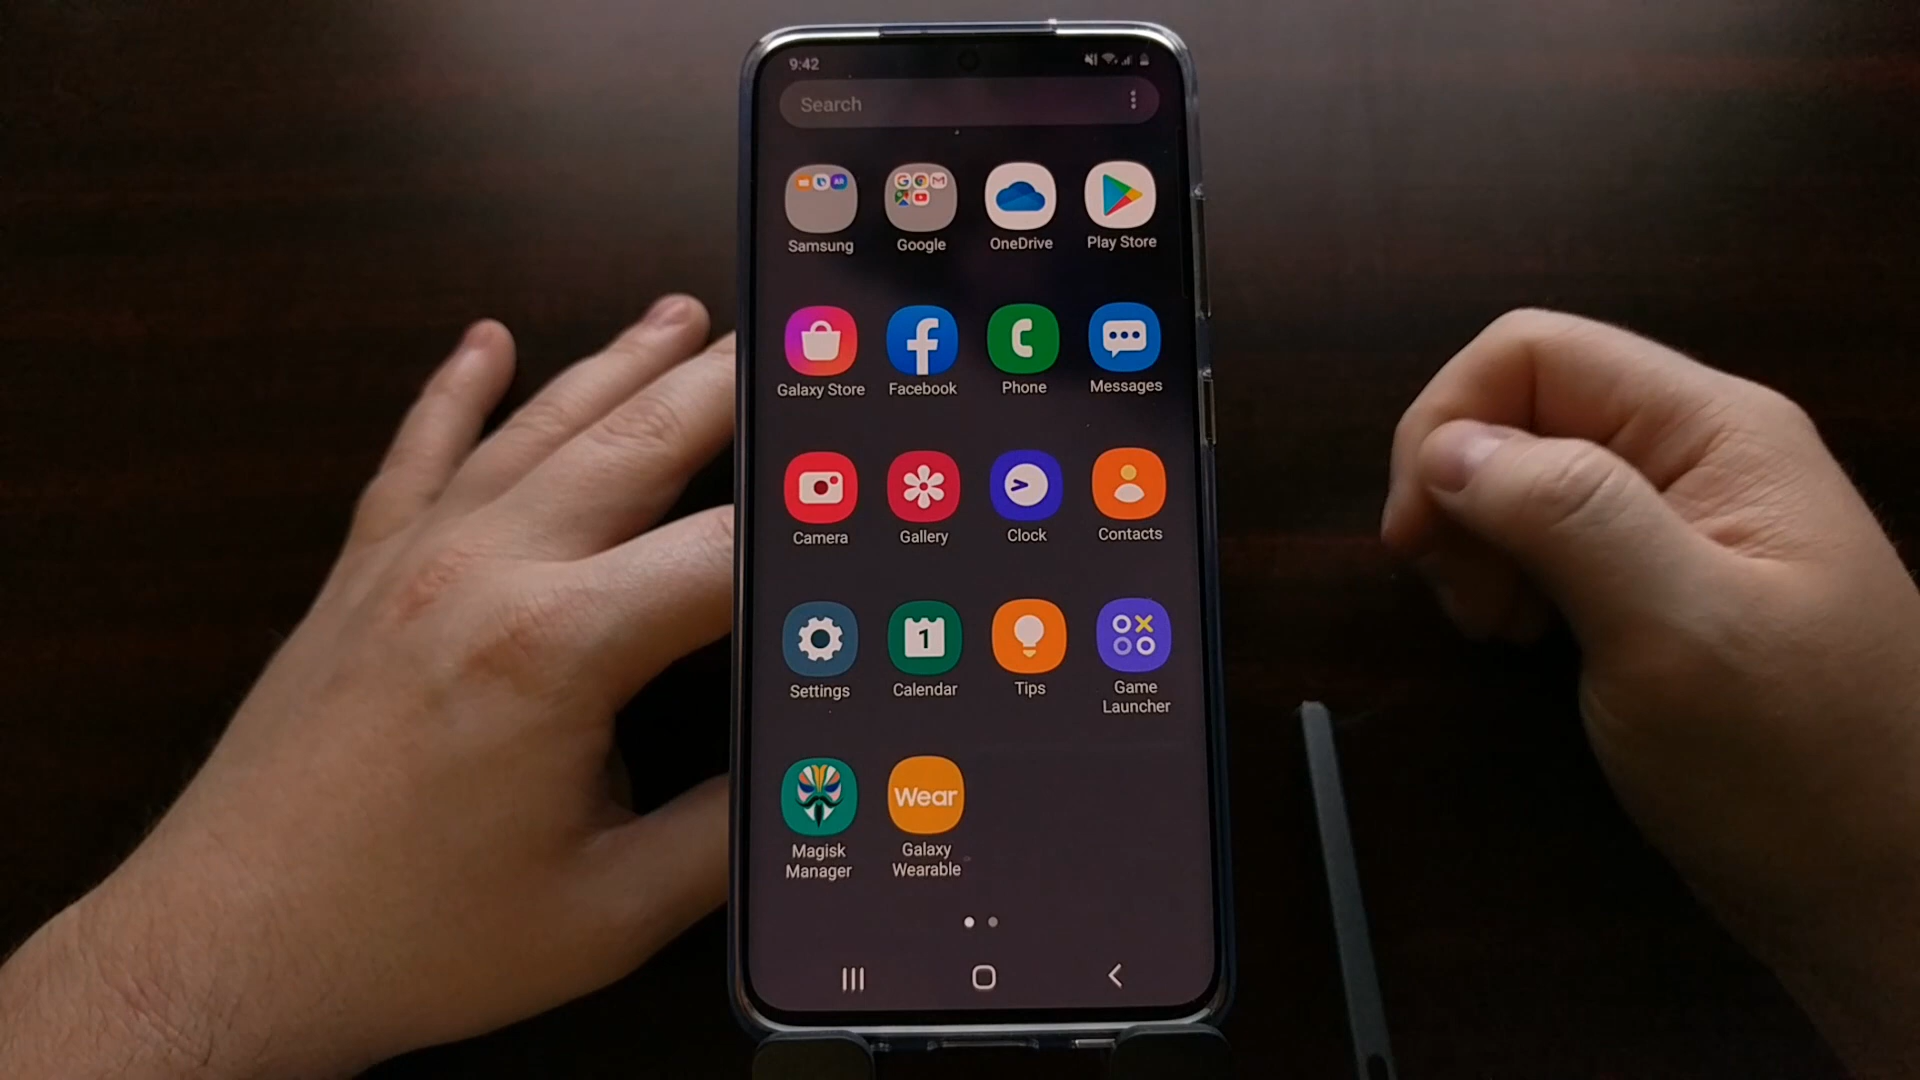 9:42
Search
Samsung
Google
OneDrive
Play Store
Galaxy Store
Facebook
Phone
Messages
Camera
Gallery
Clock
Contacts
Settings
1
Calendar
Tips
Game
Launcher
Magisk
Manager
Wear
Galaxy
Wearable